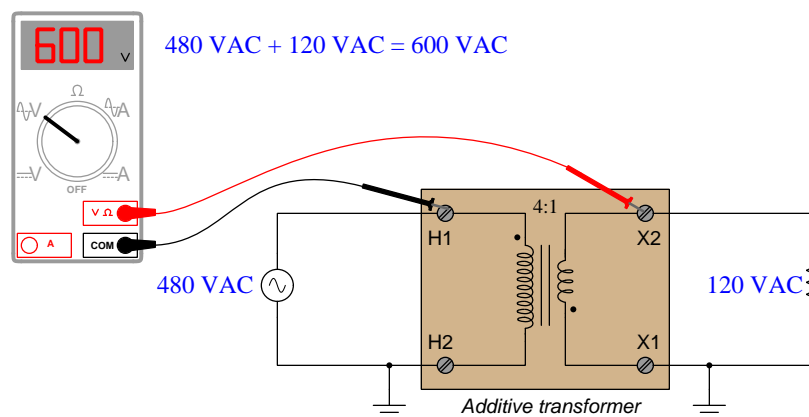 600 V
480 VAC + 120 VAC = 600 VAC
Ω
V A
V A
OFF
V Ω
A COM
4:1
H1 X2
480 VAC 120 VAC
H2 X1
Additive transformer